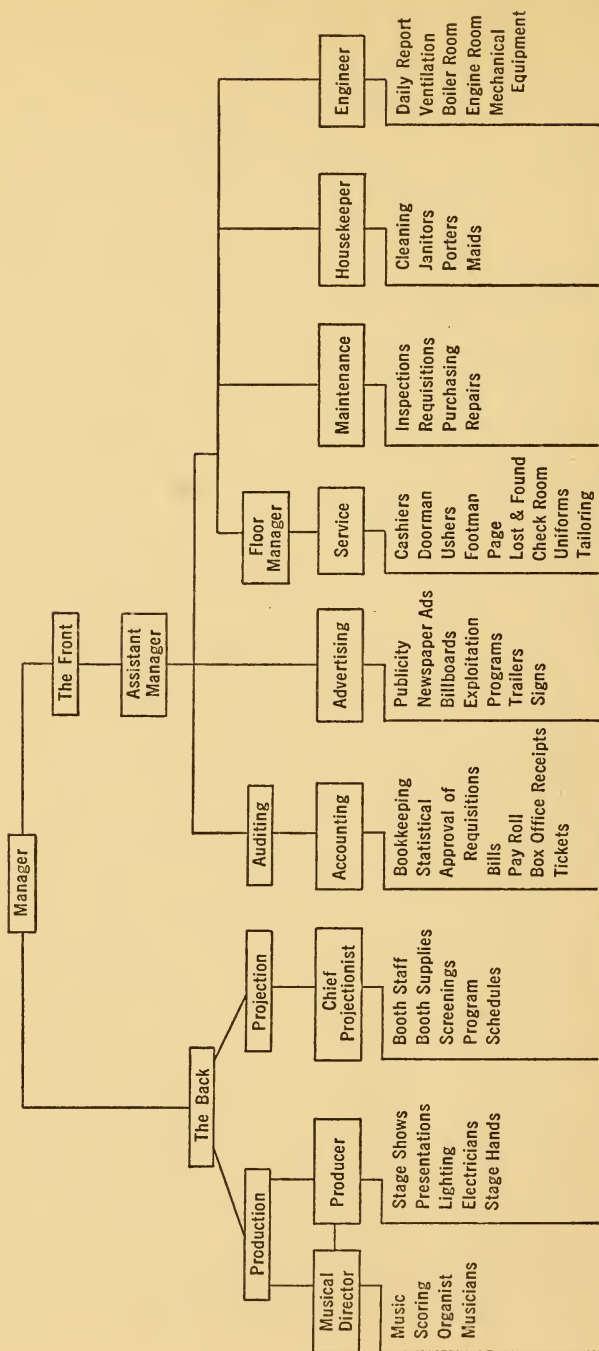 Manager
The Back
The Front
Assistant
Manager
Production
Projection
Auditing
Floor
Manager
Musical
Director
Producer
Chief
Projectionist
Accounting
Advertising
Service
Maintenance
Housekeeper
Engineer
Music
Scoring
Organist
Musicians
Stage Shows
Presentations
Lighting
Electricians
Stage Hands
Booth Staff
Booth Supplies
Screenings
Program
Schedules
Bookkeeping
Statistical
Approval of
Requisitions
Bills
Pay Roll
Box Office Receipts
Tickets
Publicity
Newspaper Ads
Billboards
Exploitation
Programs
Trailers
Signs
Cashiers
Doorman
Ushers
Footman
Page
Lost & Found
Check Room
Uniforms
Tailoring
Inspections
Requisitions
Purchasing
Repairs
Cleaning
Janitors
Porters
Maids
Daily Report
Ventilation
Boiler Room
Engine Room
Mechanical
Equipment